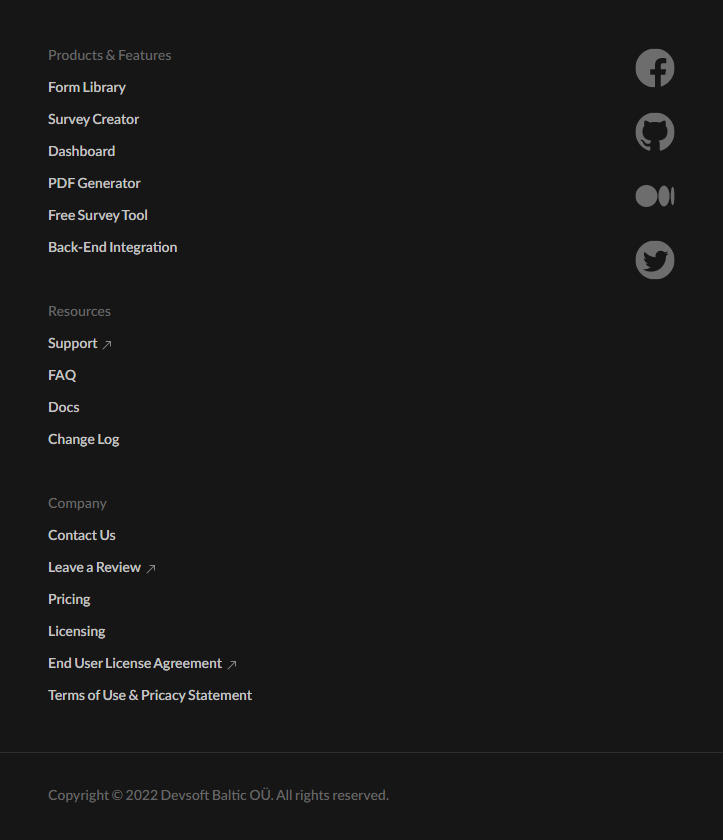 Products & Features
Form Library
Survey Creator
Dashboard
PDF Generator
Free Survey Tool
Back-End Integration
Resources
Support
FAQ
Docs
Change Log
Company
Contact Us
Leave a Review
Pricing
Licensing
End User License Agreement
Terms of Use & Pricacy Statement
Copyright © 2022 Devsoft Baltic OÜ. All rights reserved.